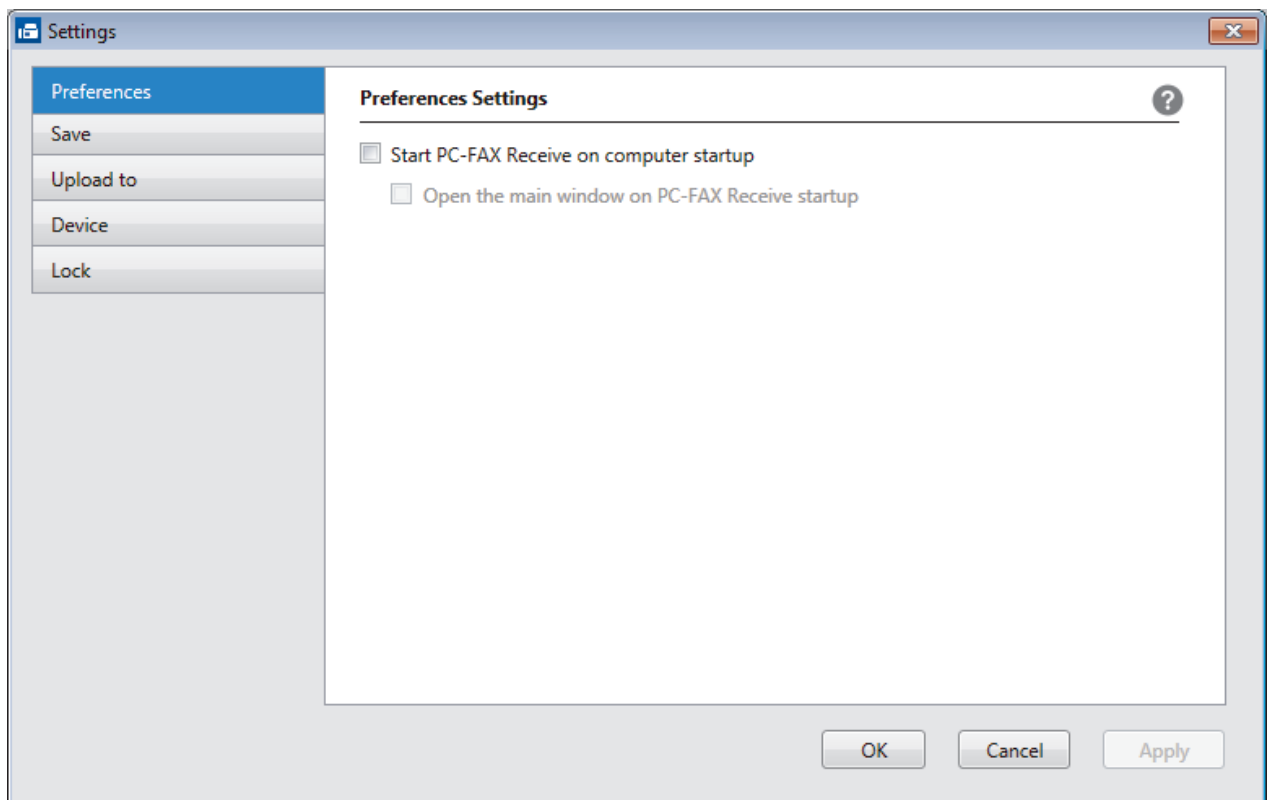 Settings
Preferences
Save
Upload to
Device
Lock
Preferences Settings
?
Start PC-FAX Receive on computer startup
Open the main window on PC-FAX Receive startup
OK
Cancel
Apply